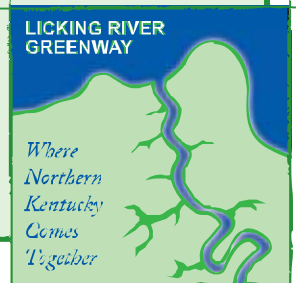 LICKING RIVER
GREENWAY
Where
Northern
Kentucky
Comes
Together